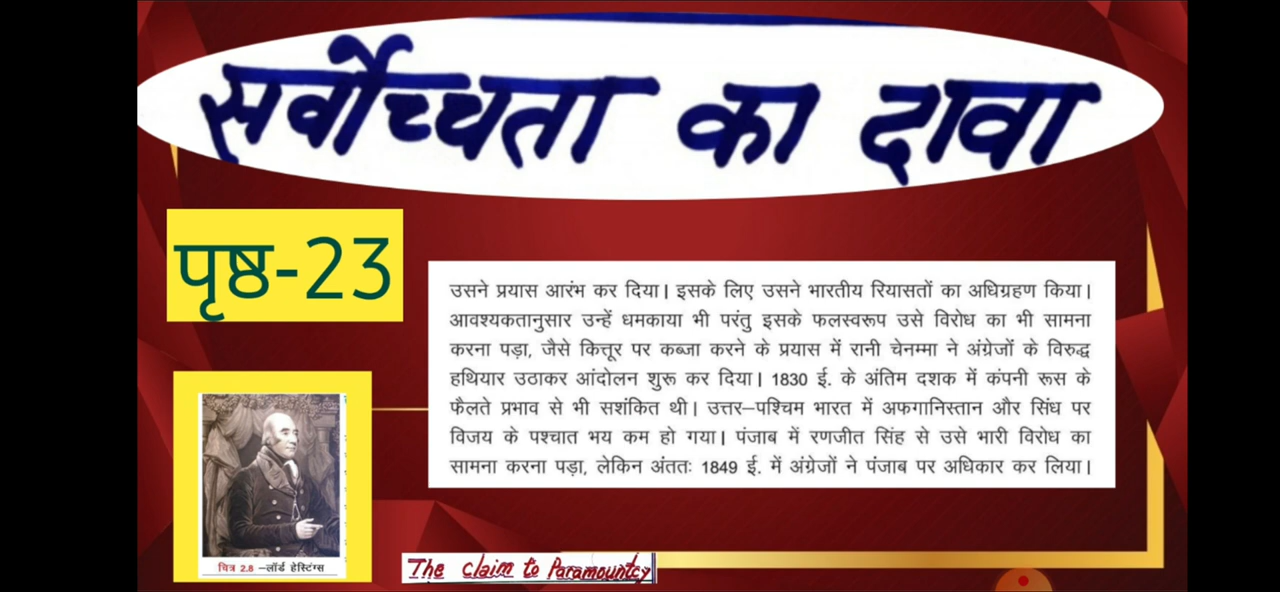 सर्वोच्चता का दावा
पृष्ठ-23
उसने प्रयास आरंभ कर दिया। इसके लिए उसने भारतीय रियासतों का अधिग्रहण किया।
आवश्यकतानुसार उन्हें धमकाया भी परंतु इसके फलस्वरूप उसे विरोध का भी सामना
करना पड़ा, जैसे कित्तूर पर कब्जा करने के प्रयास में रानी चेनम्मा ने अंग्रेजों के विरुद्ध
हथियार उठाकर आंदोलन शुरू कर दिया। 1830 ई. के अंतिम दशक में कंपनी रूस के
फैलते प्रभाव से भी सशंकित थी। उत्तर–पश्चिम भारत में अफगानिस्तान और सिंध पर
विजय के पश्चात भय कम हो गया। पंजाब में रणजीत सिंह से उसे भारी विरोध का
सामना करना पड़ा, लेकिन अंततः 1849 ई. में अंग्रेजों ने पंजाब पर अधिकार कर लिया।
चित्र 2.8 –लॉर्ड हेस्टिंग्स
The claim to Paramountcy